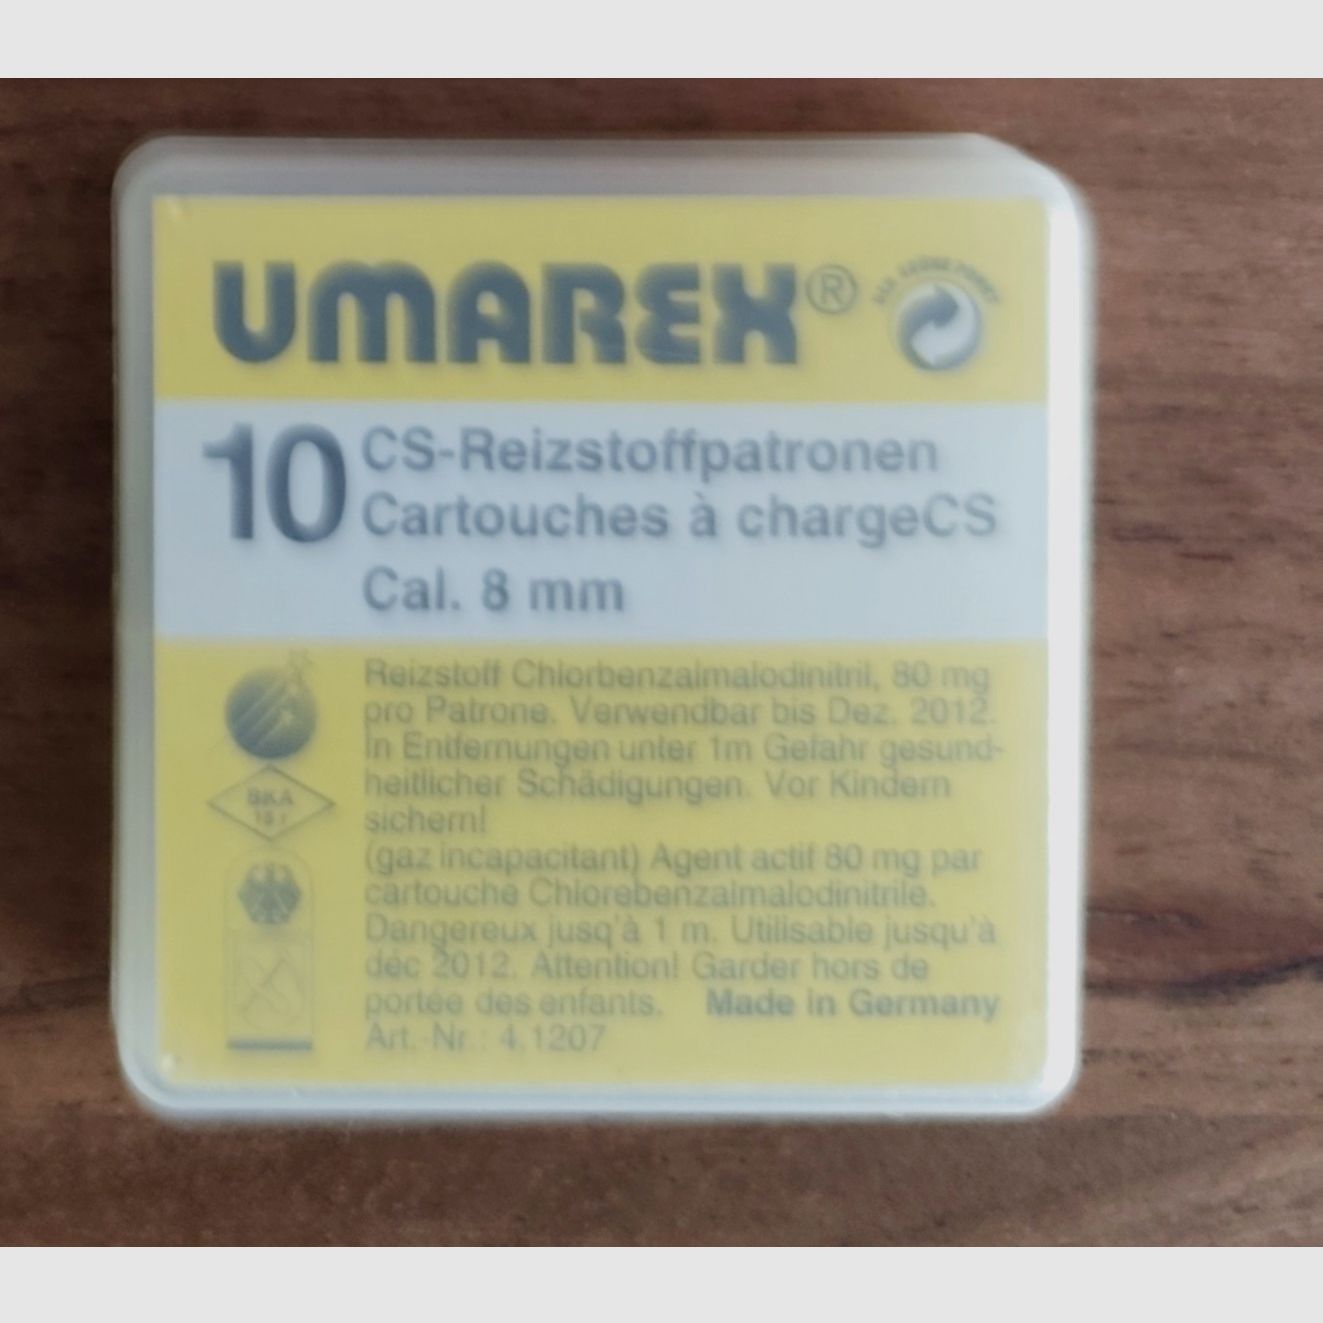 UMAREX®
DER GRÜNE PUNKT
10 CS-Reizstoffpatronen
Cartouches à chargeCS
Cal. 8 mm
Reizstoff Chlorbenzalmalodinitril, 80 mg
pro Patrone. Verwendbar bis Dez. 2012.
In Entfernungen unter 1m Gefahr gesund-
heitlicher Schädigungen. Vor Kindern
sichern!
(gaz incapacitant) Agent actif 80 mg par
cartouche Chlorebenzalmalodinitrile.
Dangereux jusq'à 1 m. Utilisable jusqu'à
déc 2012. Attention! Garder hors de
portée des enfants. Made in Germany
Art.-Nr.: 4.1207
BKA